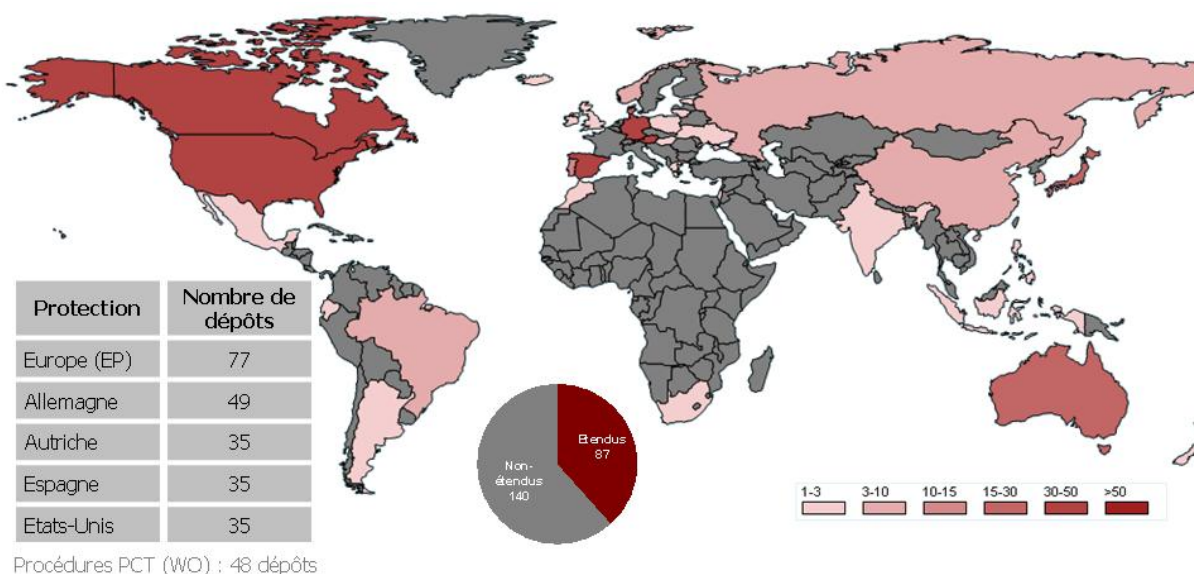 Protection Nombre de
dépôts
Europe (EP) 77
Allemagne 49
Autriche 35
Espagne 35
Etats-Unis 35
Procédures PCT (WO) : 48 dépôts
Etendus
87
Non-
étendus
140
1-3 3-10 10-15 15-30 30-50 >50